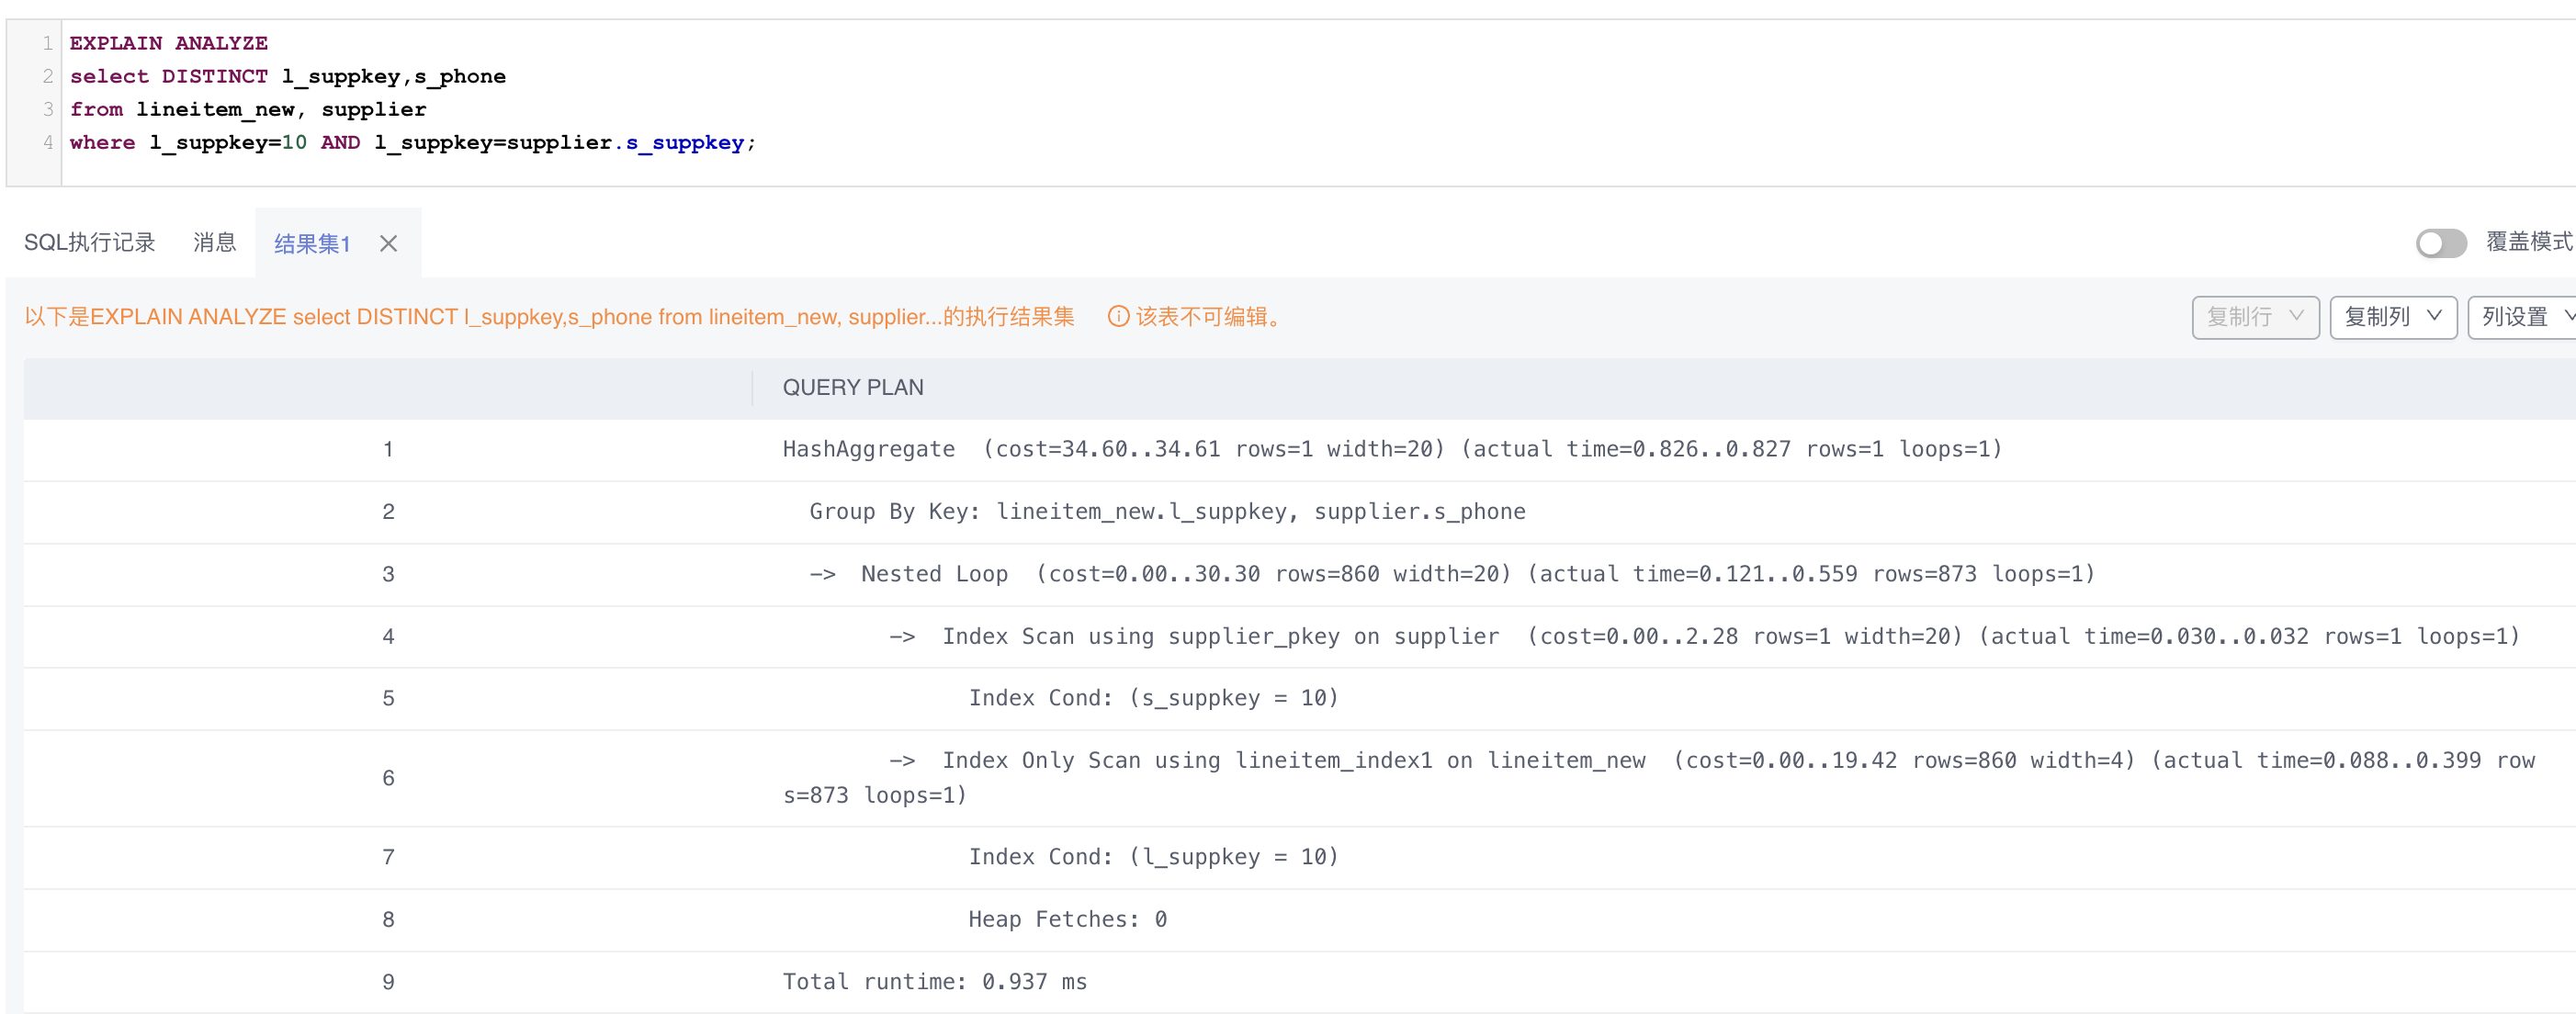 1 EXPLAIN ANALYZE
2 select DISTINCT l_suppkey,s_phone
3 from lineitem_new, supplier
4 where l_suppkey=10 AND l_suppkey=supplier.s_suppkey;
SQL执行记录 消息 结果集1 覆盖模式
以下是EXPLAIN ANALYZE select DISTINCT l_suppkey,s_phone from lineitem_new, supplier...的执行结果集 该表不可编辑。 复制行 复制列 列设置
QUERY PLAN
1 HashAggregate (cost=34.60..34.61 rows=1 width=20) (actual time=0.826..0.827 rows=1 loops=1)
2 Group By Key: lineitem_new.l_suppkey, supplier.s_phone
3 -> Nested Loop (cost=0.00..30.30 rows=860 width=20) (actual time=0.121..0.559 rows=873 loops=1)
4 -> Index Scan using supplier_pkey on supplier (cost=0.00..2.28 rows=1 width=20) (actual time=0.030..0.032 rows=1 loops=1)
5 Index Cond: (s_suppkey = 10)
6 -> Index Only Scan using lineitem_index1 on lineitem_new (cost=0.00..19.42 rows=860 width=4) (actual time=0.088..0.399 row
s=873 loops=1)
7 Index Cond: (l_suppkey = 10)
8 Heap Fetches: 0
9 Total runtime: 0.937 ms